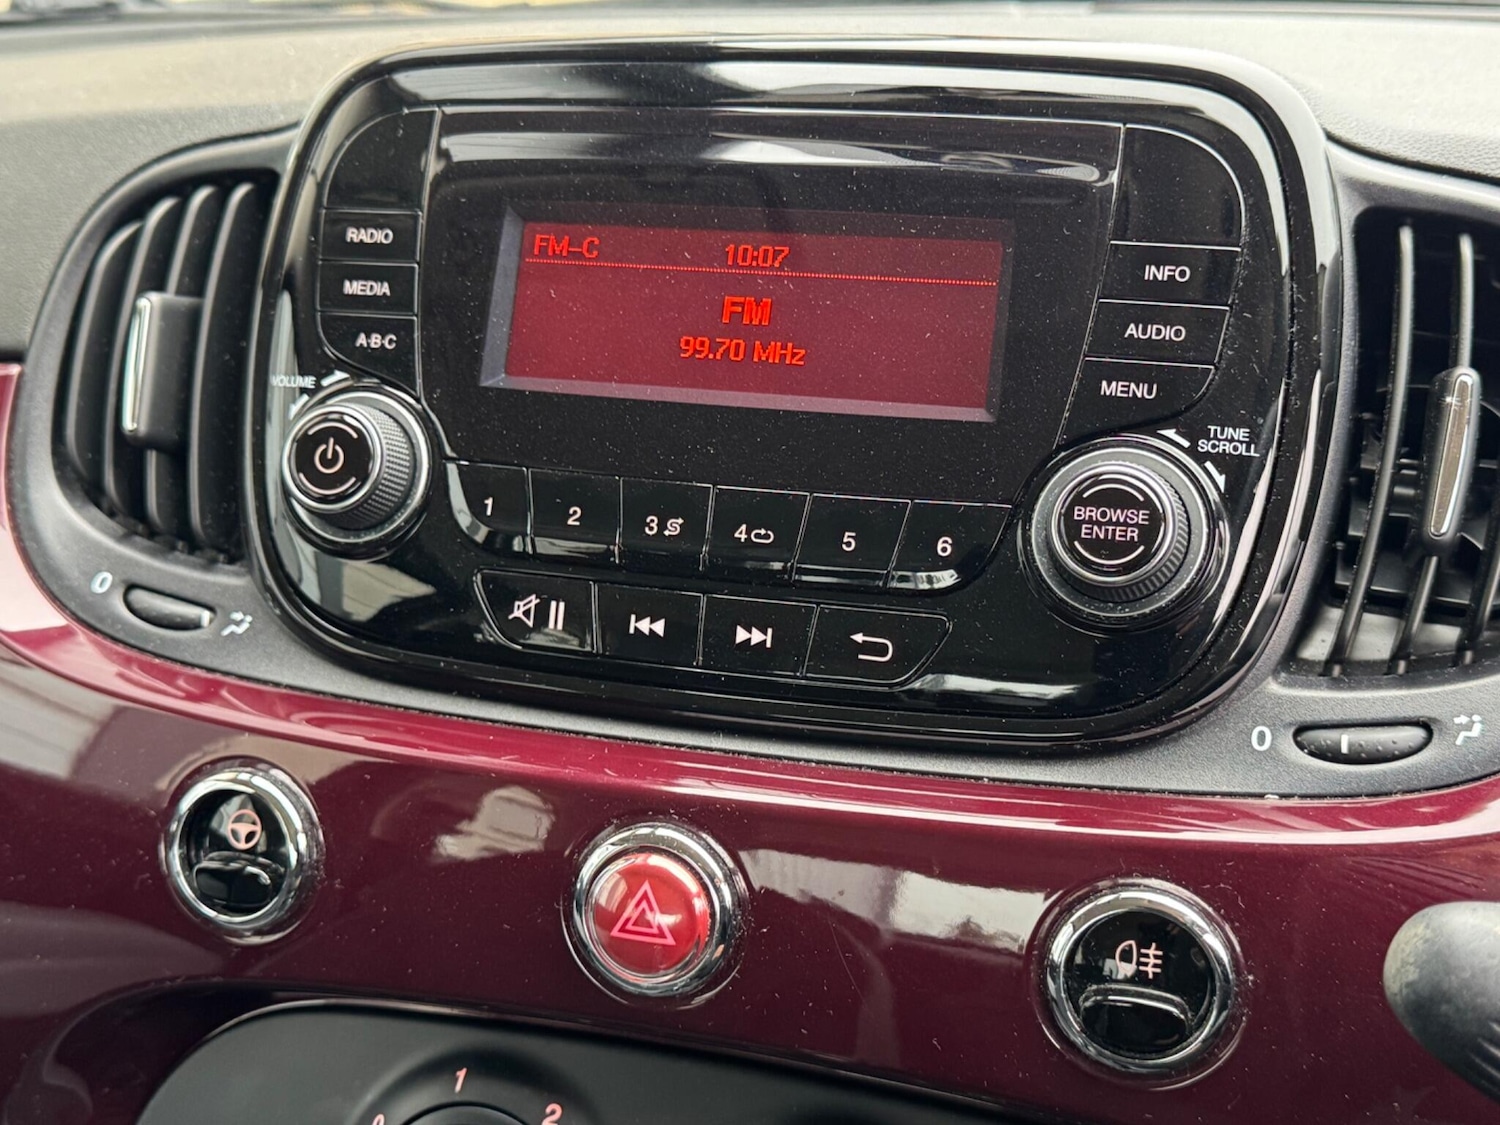 FM-C 10:07
FM
99.70 MHz
RADIO
MEDIA
A·B·C
VOLUME
INFO
AUDIO
MENU
TUNE
SCROLL
BROWSE
ENTER
1 2 3 4 5 6
0
0
0 1 2